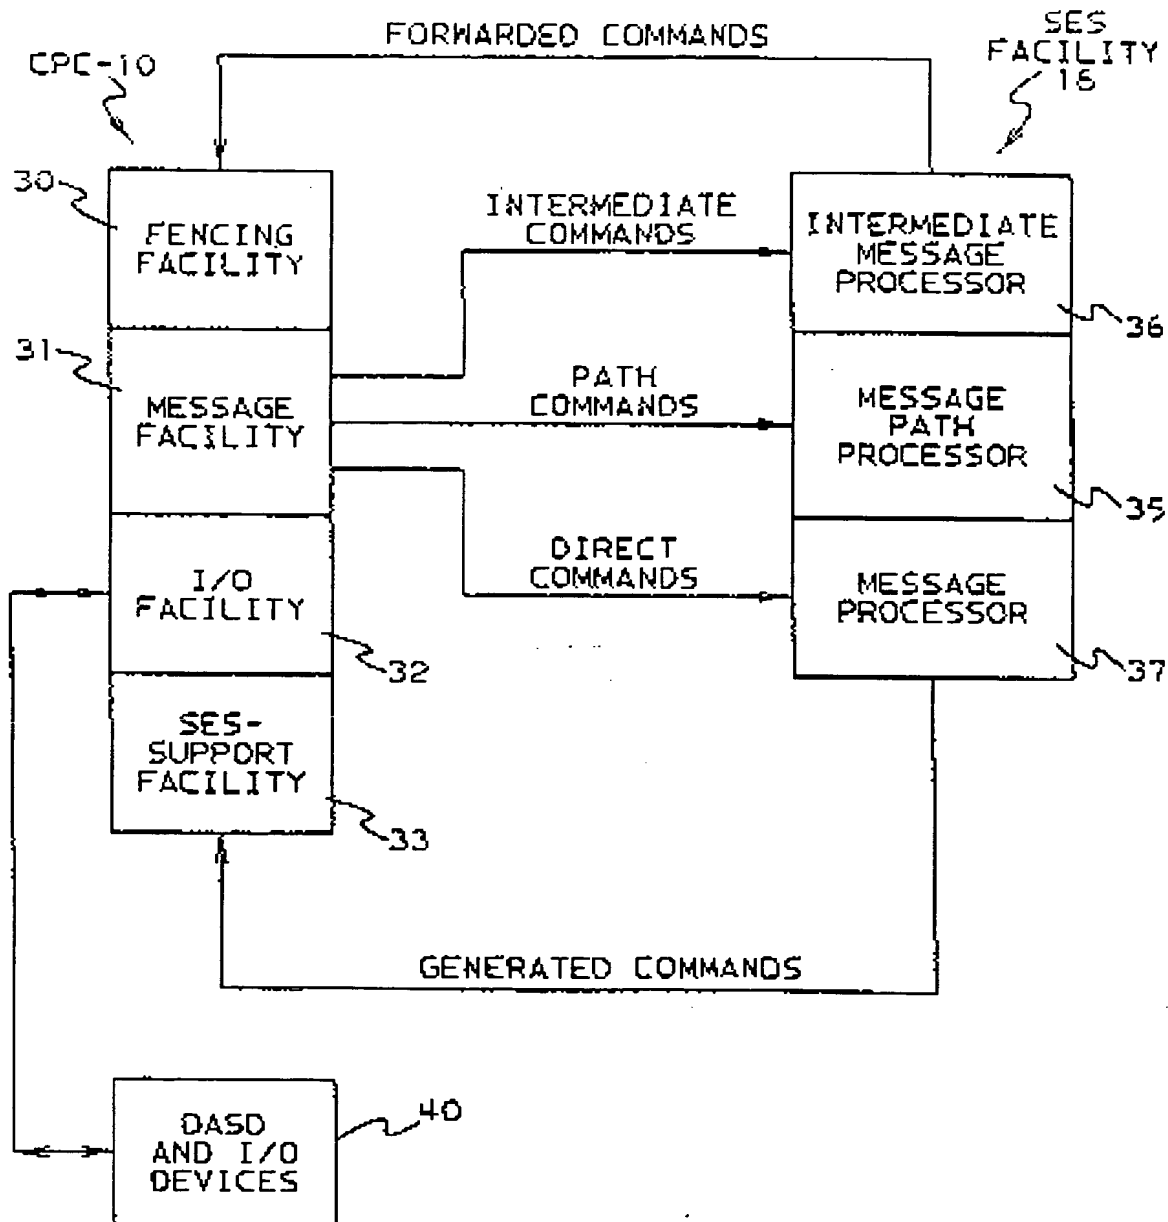 FORWARDED COMMANDS
CPC-10
SES
FACILITY
16
30
FENCING
FACILITY
INTERMEDIATE
COMMANDS
INTERMEDIATE
MESSAGE
PROCESSOR
36
31
MESSAGE
FACILITY
PATH
COMMANDS
MESSAGE
PATH
PROCESSOR
35
I/O
FACILITY
32
DIRECT
COMMANDS
MESSAGE
PROCESSOR
37
SES-
SUPPORT
FACILITY
33
GENERATED COMMANDS
DASD
AND I/O
DEVICES
40